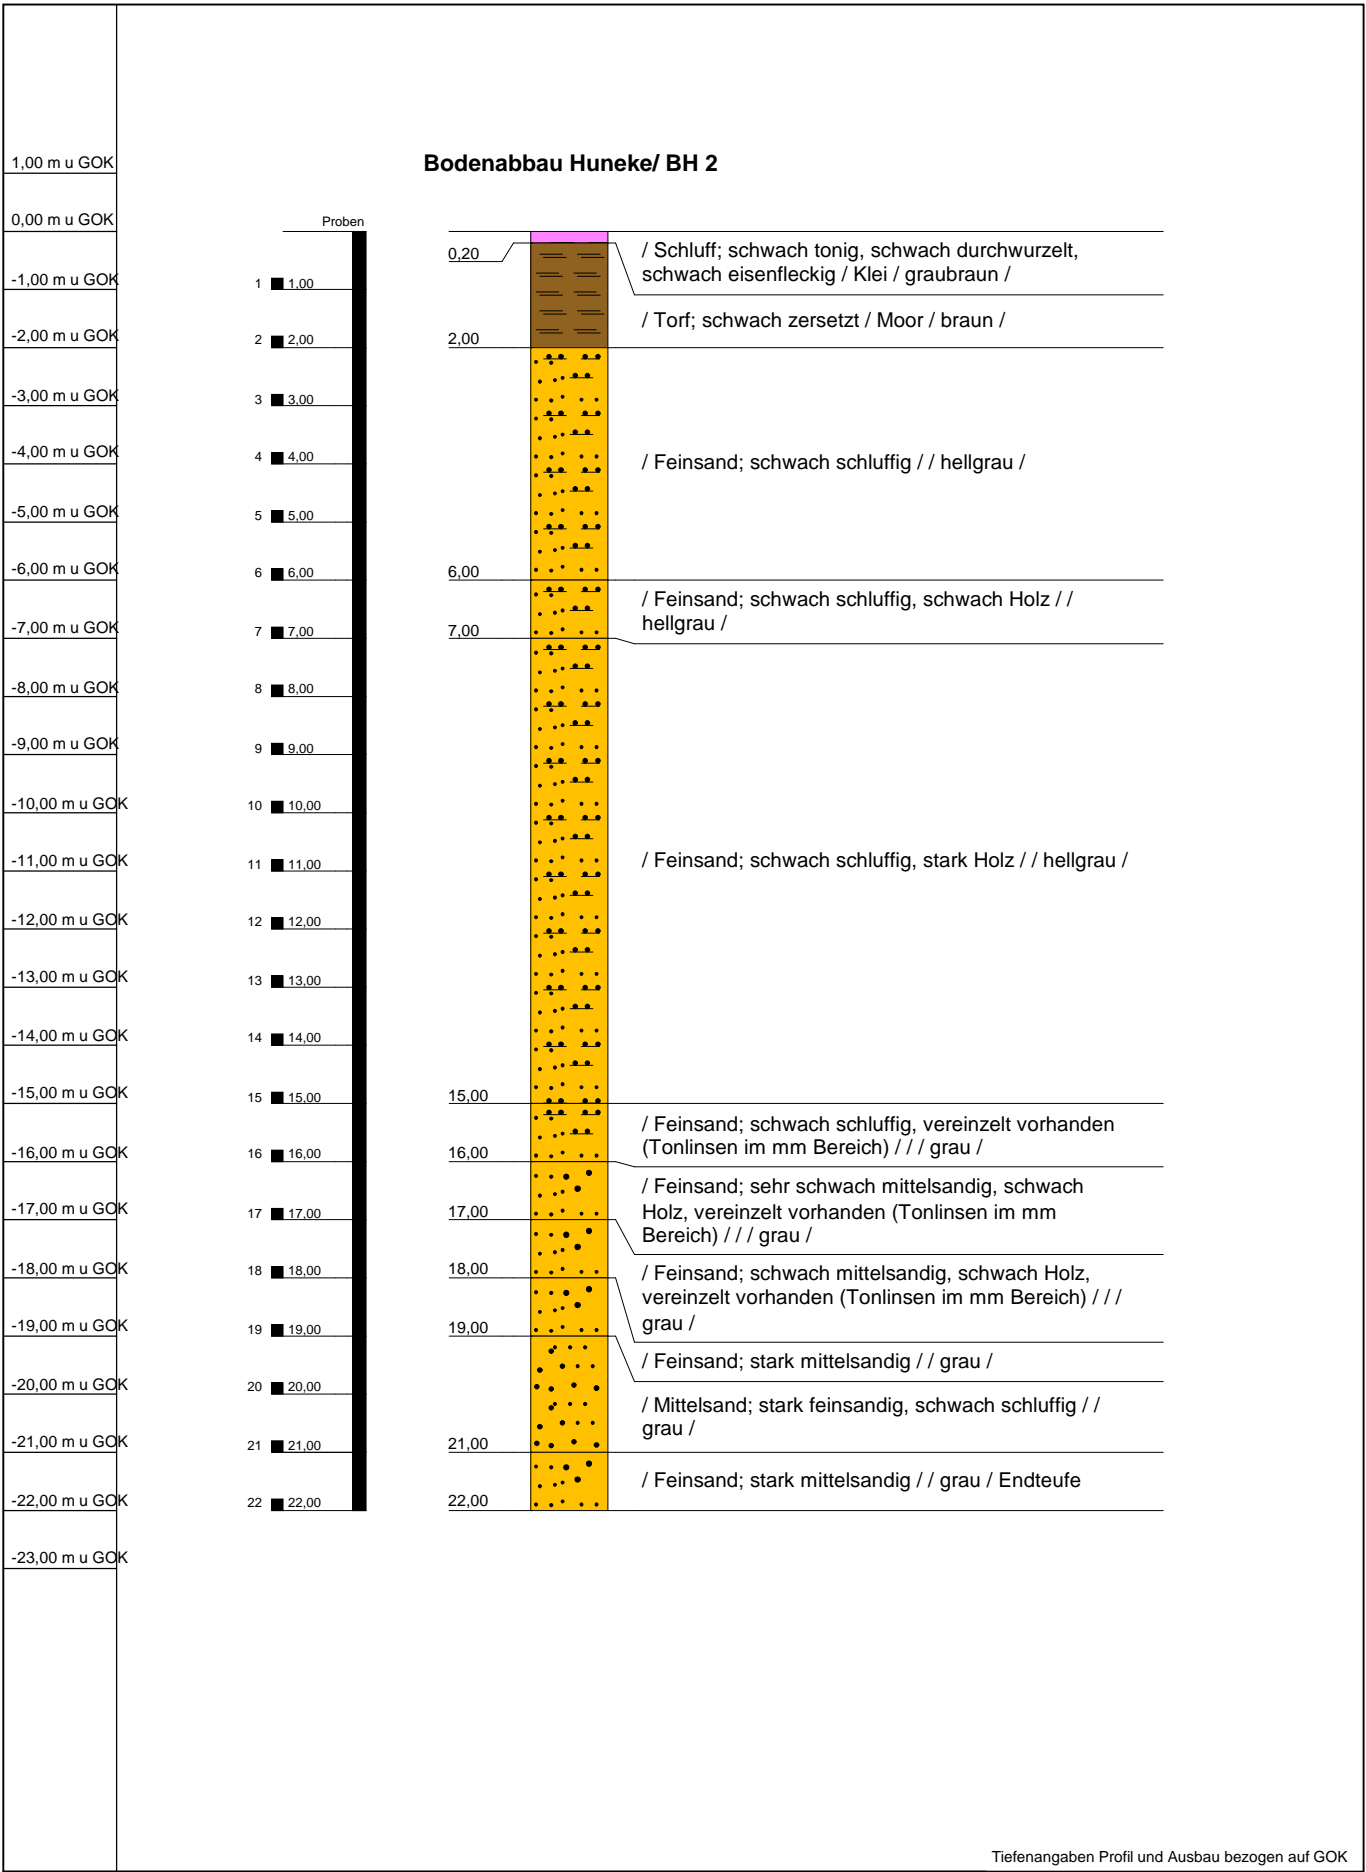 Bodenabbau Huneke/ BH 2
1,00 m u GOK
0,00 m u GOK
-1,00 m u GOK
-2,00 m u GOK
-3,00 m u GOK
-4,00 m u GOK
-5,00 m u GOK
-6,00 m u GOK
-7,00 m u GOK
-8,00 m u GOK
-9,00 m u GOK
-10,00 m u GOK
-11,00 m u GOK
-12,00 m u GOK
-13,00 m u GOK
-14,00 m u GOK
-15,00 m u GOK
-16,00 m u GOK
-17,00 m u GOK
-18,00 m u GOK
-19,00 m u GOK
-20,00 m u GOK
-21,00 m u GOK
-22,00 m u GOK
-23,00 m u GOK
Proben
1 1,00
2 2,00
3 3,00
4 4,00
5 5,00
6 6,00
7 7,00
8 8,00
9 9,00
10 10,00
11 11,00
12 12,00
13 13,00
14 14,00
15 15,00
16 16,00
17 17,00
18 18,00
19 19,00
20 20,00
21 21,00
22 22,00
0,20
2,00
6,00
7,00
15,00
16,00
17,00
18,00
19,00
21,00
22,00
/ Schluff; schwach tonig, schwach durchwurzelt,
schwach eisenfleckig / Klei / graubraun /
/ Torf; schwach zersetzt / Moor / braun /
/ Feinsand; schwach schluffig / / hellgrau /
/ Feinsand; schwach schluffig, schwach Holz / /
hellgrau /
/ Feinsand; schwach schluffig, stark Holz / / hellgrau /
/ Feinsand; schwach schluffig, vereinzelt vorhanden
(Tonlinsen im mm Bereich) / / / grau /
/ Feinsand; sehr schwach mittelsandig, schwach
Holz, vereinzelt vorhanden (Tonlinsen im mm
Bereich) / / / grau /
/ Feinsand; schwach mittelsandig, schwach Holz,
vereinzelt vorhanden (Tonlinsen im mm Bereich) / / /
grau /
/ Feinsand; stark mittelsandig / / grau /
/ Mittelsand; stark feinsandig, schwach schluffig / /
grau /
/ Feinsand; stark mittelsandig / / grau / Endteufe
Tiefenangaben Profil und Ausbau bezogen auf GOK